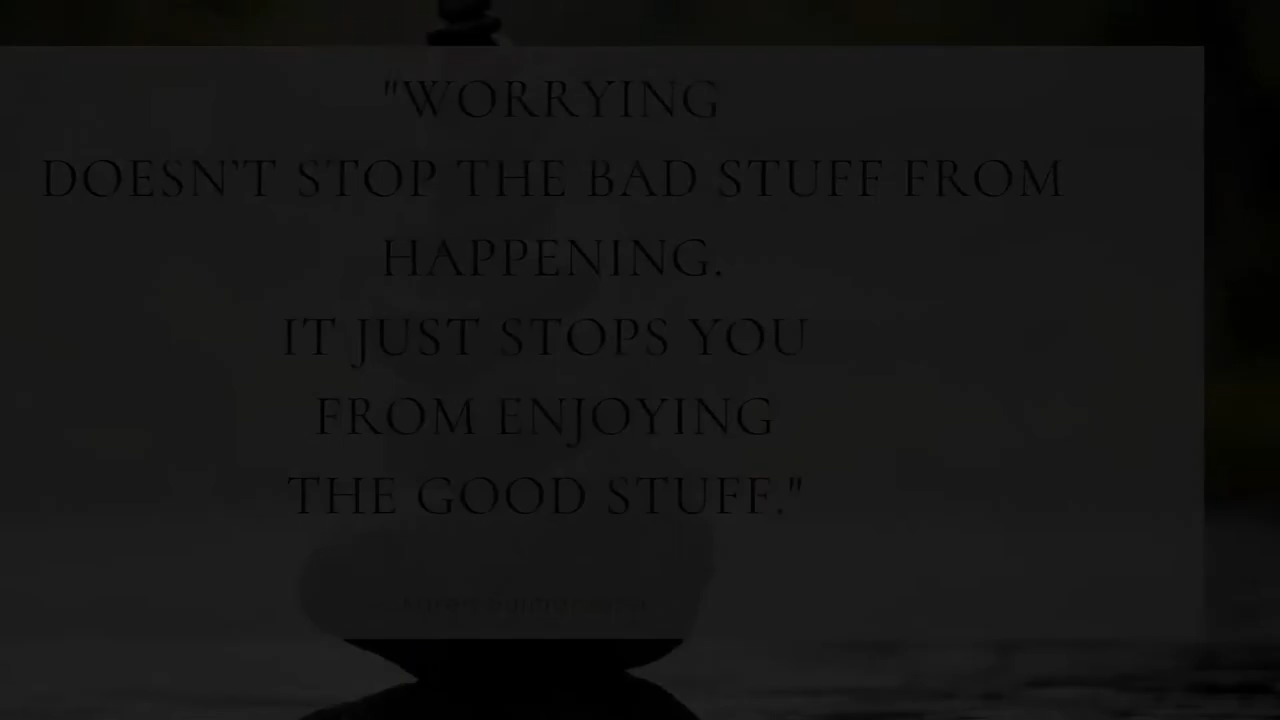 "WORRYING
DOESN'T STOP THE BAD STUFF FROM
HAPPENING.
IT JUST STOPS YOU
FROM ENJOYING
THE GOOD STUFF."